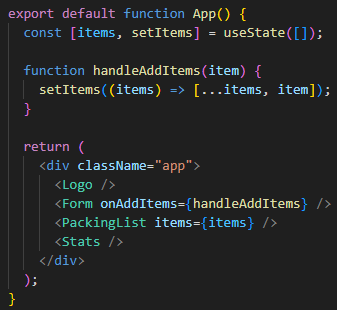 export default function App() {
  const [items, setItems] = useState([]);

  function handleAddItems(item) {
    setItems((items) => [...items, item]);
  }

  return (
    <div className="app">
      <Logo />
      <Form onAddItems={handleAddItems} />
      <PackingList items={items} />
      <Stats />
    </div>
  );
}